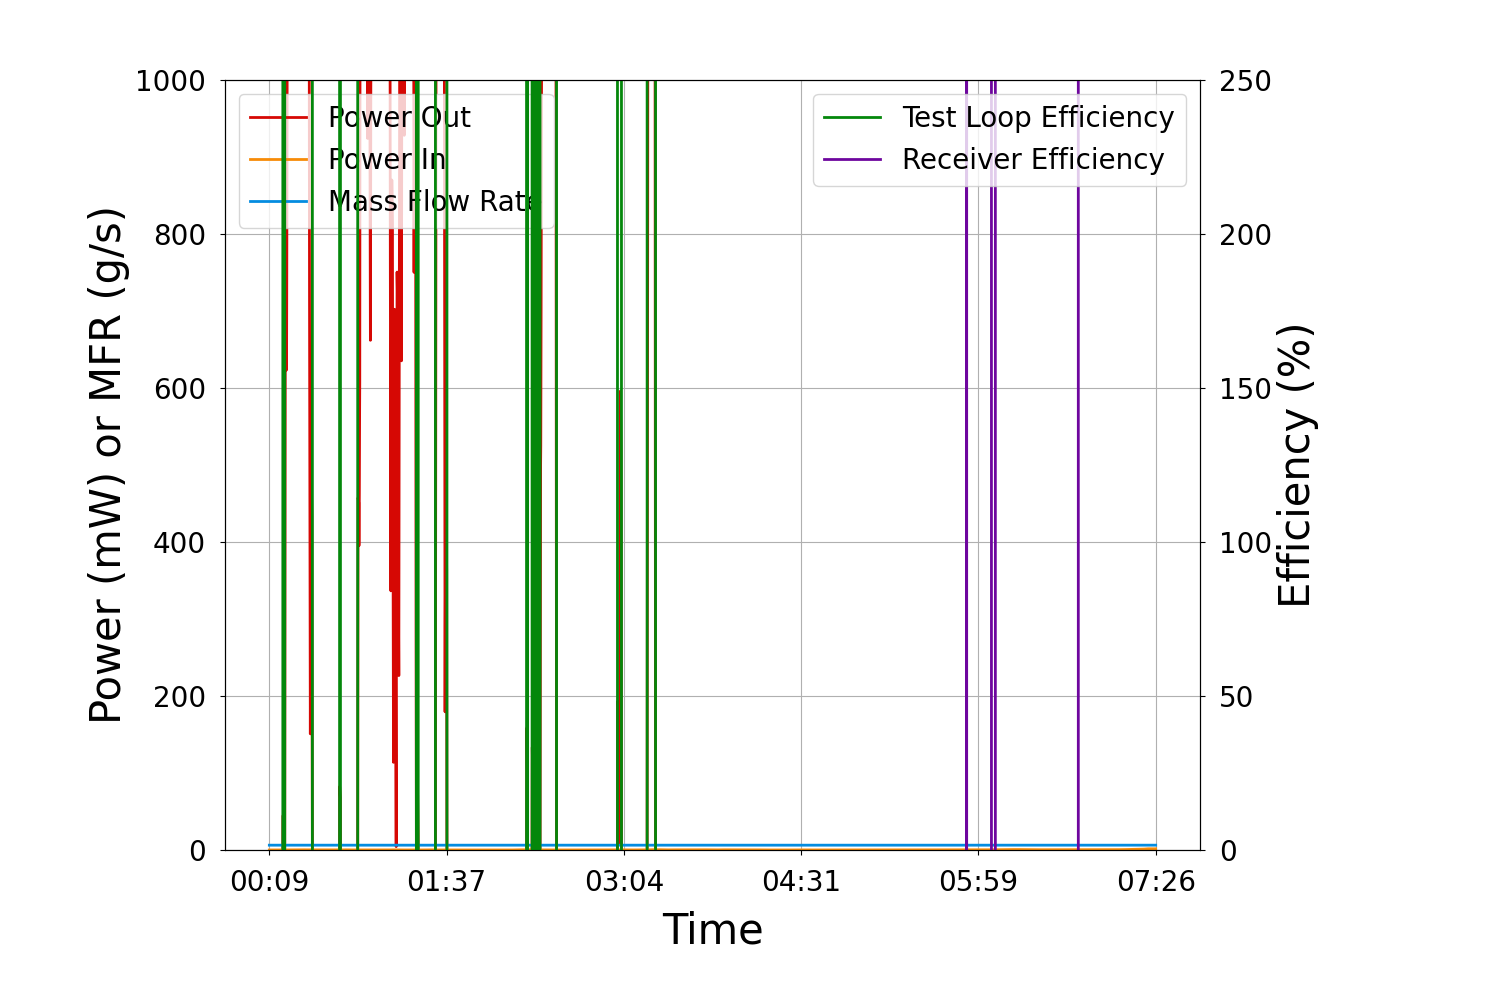 1000
800
600
400
200
0
Power (mW) or MFR (g/s)
Power Out
Power In
Mass Flow Rate
Test Loop Efficiency
Receiver Efficiency
250
200
150
100
50
0
Efficiency (%)
00:09 01:37 03:04 04:31 05:59 07:26
Time